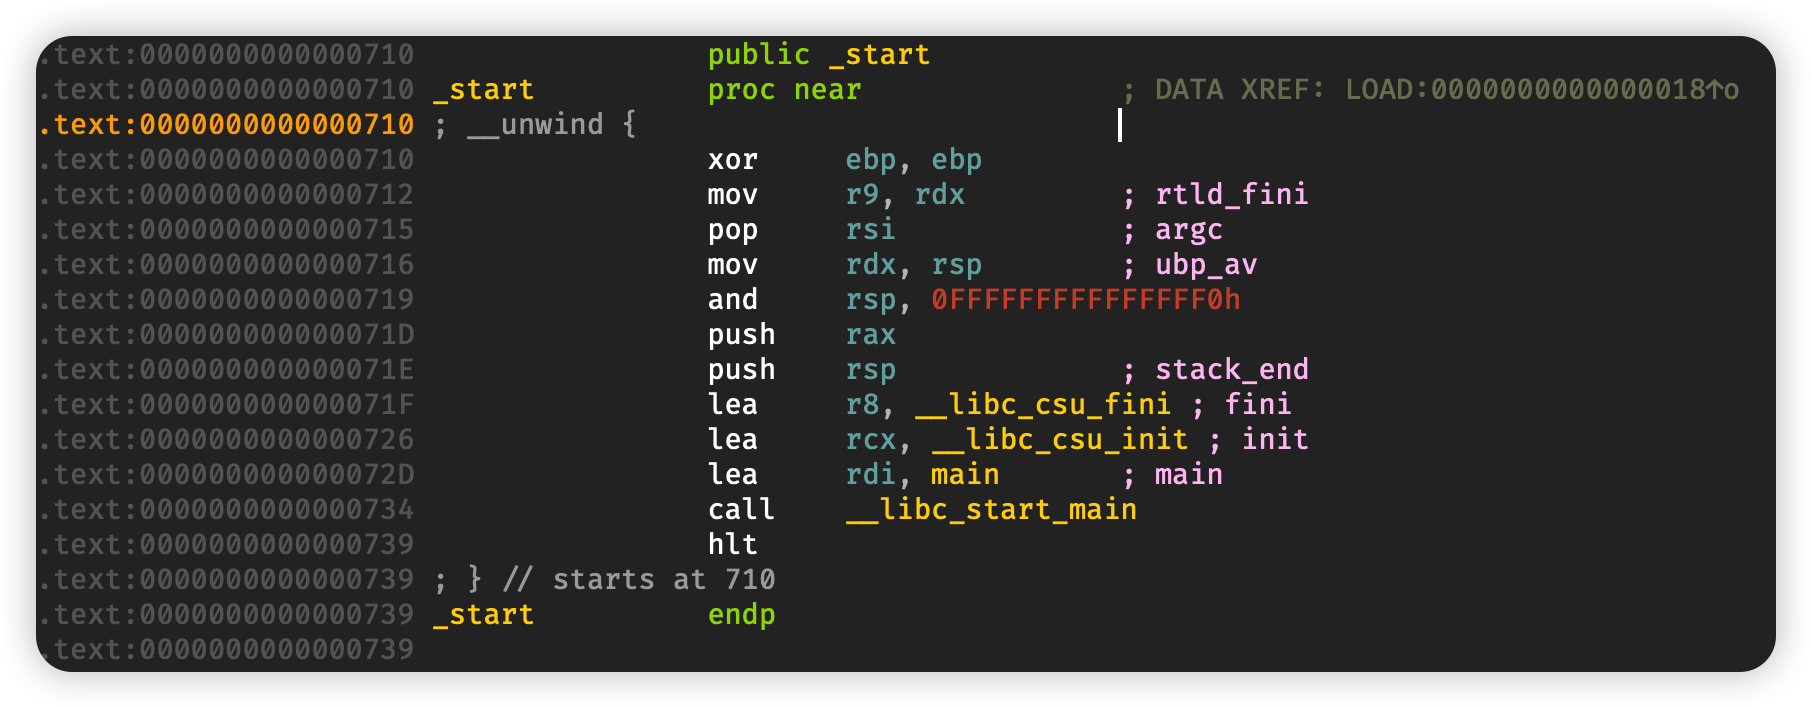 .text:0000000000000710 public _start
.text:0000000000000710 _start proc near ; DATA XREF: LOAD:0000000000000018↑o
.text:0000000000000710 ; __unwind {
.text:0000000000000710 xor ebp, ebp
.text:0000000000000712 mov r9, rdx ; rtld_fini
.text:0000000000000715 pop rsi ; argc
.text:0000000000000716 mov rdx, rsp ; ubp_av
.text:0000000000000719 and rsp, 0FFFFFFFFFFFFFFF0h
.text:000000000000071D push rax
.text:000000000000071E push rsp ; stack_end
.text:000000000000071F lea r8, __libc_csu_fini ; fini
.text:0000000000000726 lea rcx, __libc_csu_init ; init
.text:000000000000072D lea rdi, main ; main
.text:0000000000000734 call __libc_start_main
.text:0000000000000739 hlt
.text:0000000000000739 ; } // starts at 710
.text:0000000000000739 _start endp
.text:0000000000000739